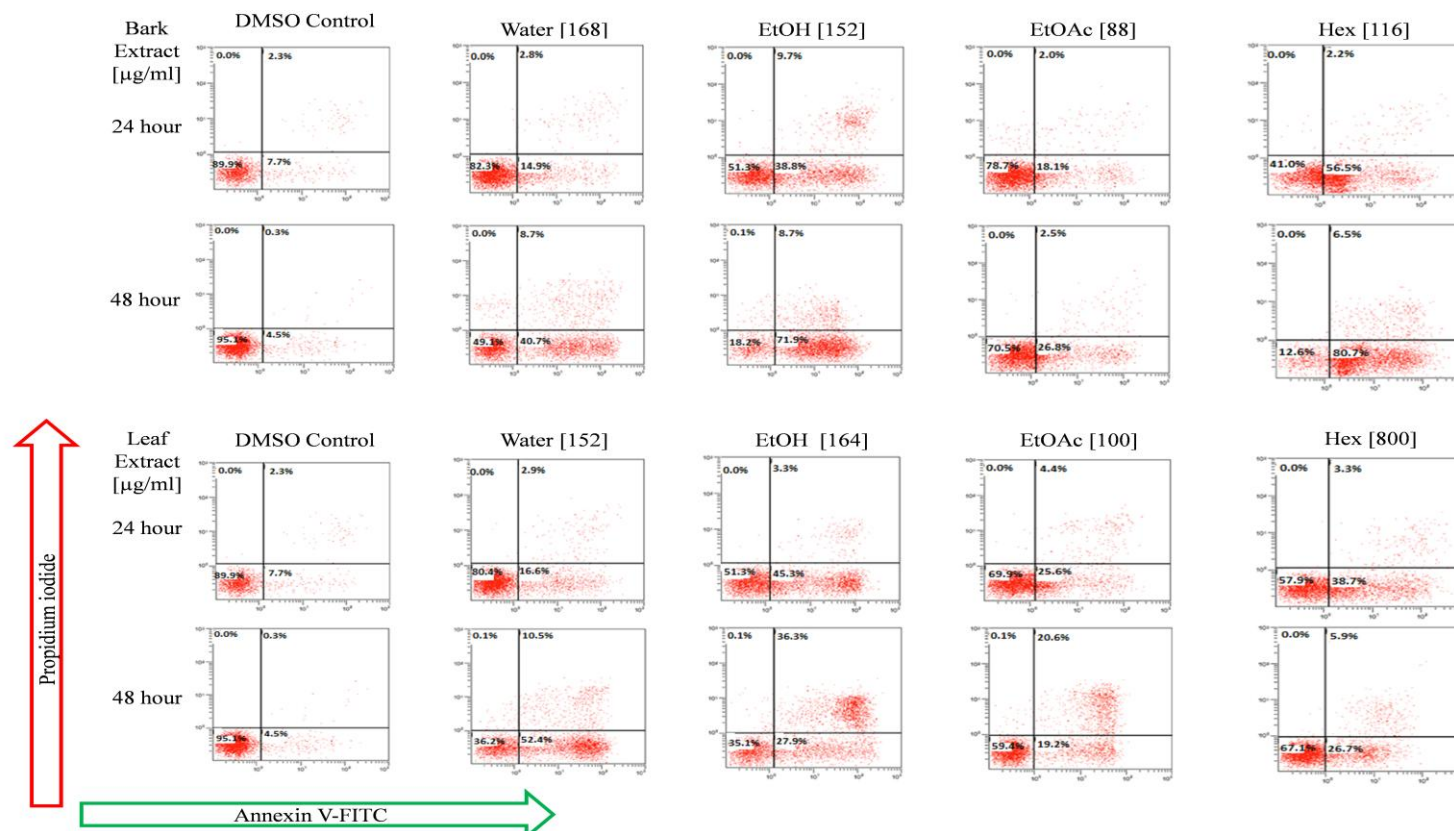 Bark
Extract
[µg/ml]
DMSO Control
Water [168]
EtOH [152]
EtOAc [88]
Hex [116]
24 hour
0.0% 2.3%
89.9% 7.7%
0.0% 2.8%
82.3% 14.9%
0.0% 9.7%
51.3% 38.8%
0.0% 2.0%
78.7% 18.1%
0.0% 2.2%
41.0% 56.5%
48 hour
0.0% 0.3%
95.1% 4.5%
0.0% 8.7%
49.1% 40.7%
0.1% 8.7%
18.2% 71.9%
0.0% 2.5%
70.5% 26.8%
0.0% 6.5%
12.6% 80.7%
Leaf
Extract
[µg/ml]
DMSO Control
Water [152]
EtOH [164]
EtOAc [100]
Hex [800]
24 hour
0.0% 2.3%
89.9% 7.7%
0.0% 2.9%
80.4% 16.6%
0.0% 3.3%
51.3% 45.3%
0.0% 4.4%
69.9% 25.6%
0.0% 3.3%
57.9% 38.7%
48 hour
0.0% 0.3%
95.1% 4.5%
0.1% 10.5%
36.2% 52.4%
0.1% 36.3%
35.1% 27.9%
0.1% 20.6%
59.4% 19.2%
0.0% 5.9%
67.1% 26.7%
Propidium iodide
Annexin V-FITC